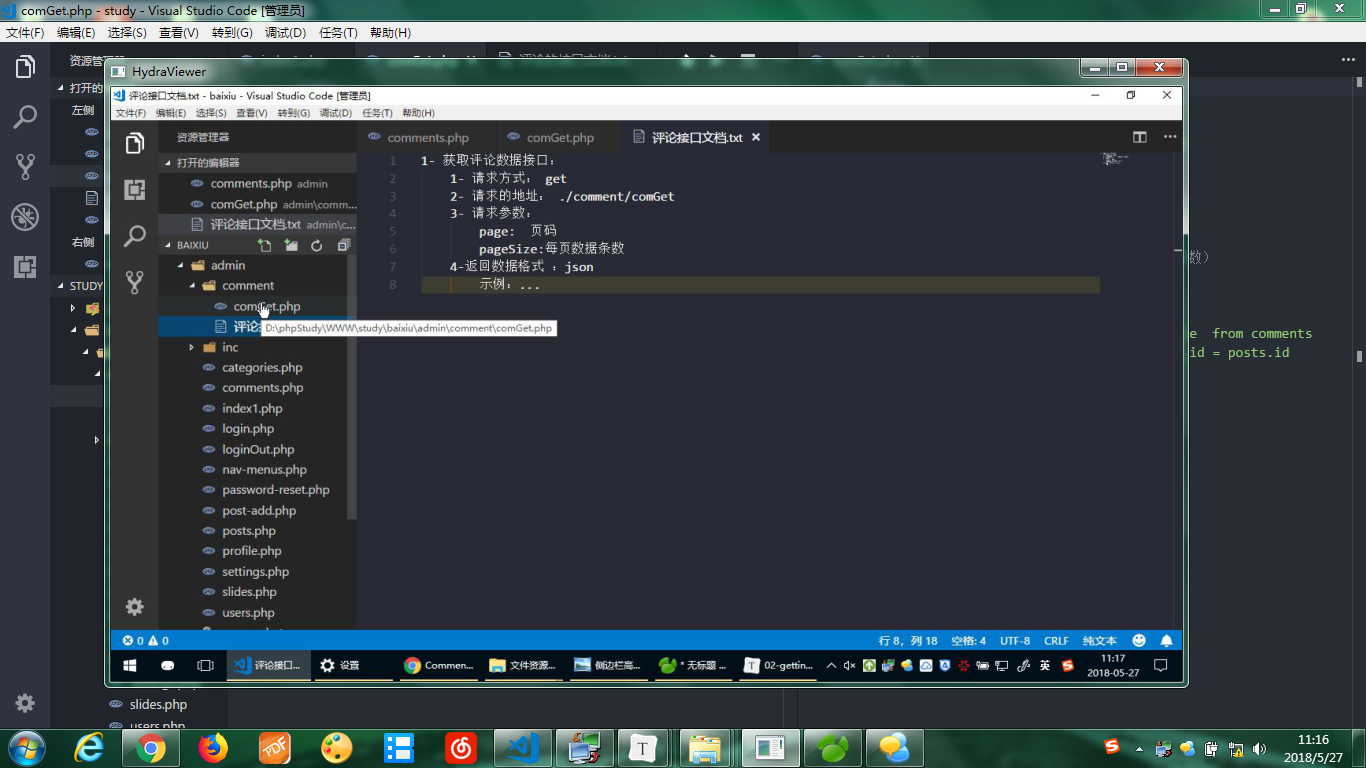 comGet.php - study - Visual Studio Code [管理员]
文件(F) 编辑(E) 选择(S) 查看(V) 转到(G) 调试(D) 任务(T) 帮助(H)
打开的
左侧
右侧
STUDY
HydraViewer
评论接口文档.txt - baixiu - Visual Studio Code [管理员]
文件(F) 编辑(E) 选择(S) 查看(V) 转到(G) 调试(D) 任务(T) 帮助(H)
资源管理器
comments.php comGet.php 评论接口文档.txt
打开的编辑器
comments.php admin
comGet.php admin\comm...
评论接口文档.txt admin\c...
BAIXIU
admin
comment
comGet.php
评论
D:\phpStudy\WWW\study\baixiu\admin\comment\comGet.php
inc
categories.php
comments.php
index1.php
login.php
loginOut.php
nav-menus.php
password-reset.php
post-add.php
posts.php
profile.php
settings.php
slides.php
users.php
1 1- 获取评论数据接口:
2 1- 请求方式: get
3 2- 请求的地址: ./comment/comGet
4 3- 请求参数:
5 page: 页码
6 pageSize:每页数据条数
7 4-返回数据格式 : json
8 示例: ...
数)
e from comments
id = posts.id
0 0
行 8, 列 18 空格: 4 UTF-8 CRLF 纯文本
评论接口... 设置 Commen... 文件资源... 侧边栏高... * 无标题 ... 02-gettin...
英
11:17
2018-05-27
slides.php
users.php
11:16
2018/5/27